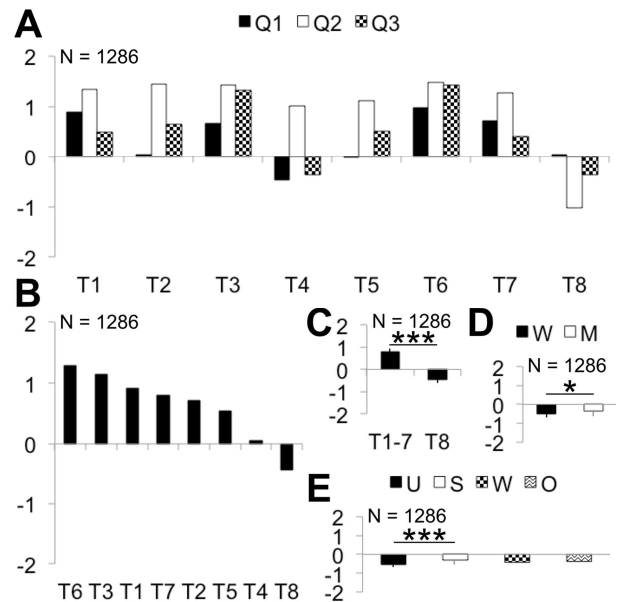 A
Q1 Q2 Q3
N = 1286
2
1
0
-1
-2
T1 T2 T3 T4 T5 T6 T7 T8
B
N = 1286
2
1
0
-1
-2
T6 T3 T1 T7 T2 T5 T4 T8
C
N = 1286
***
2
1
0
-1
-2
T1-7 T8
D
W M
N = 1286
*
2
1
0
-1
-2
E
U S W O
N = 1286
***
2
1
0
-1
-2